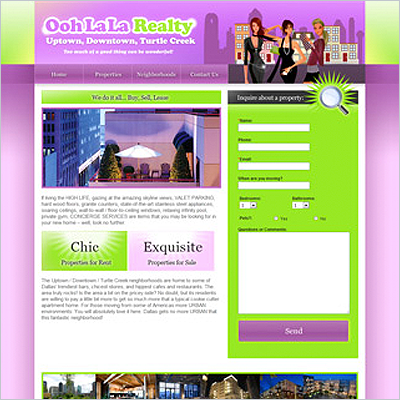 OohLaLa Realty
Uptown, Downtown, Turtle Creek
Too much of a good thing can be wonderful!
Home Properties Neighborhoods Contact Us
We do it all... Buy, Sell, Lease
If living the HIGH LIFE, gazing at the amazing skyline views, VALET PARKING,
hard wood floors, granite counters, state-of-the-art stainless steel appliances,
soaring ceilings, wall-to-wall / floor-to-ceiling windows, relaxing infinity pool,
private gym, CONCIERGE SERVICES are items that you may be looking for in
your new home – well, look no further.
Chic
Properties for Rent
Exquisite
Properties for Sale
The Uptown / Downtown / Turtle Creek neighborhoods are home to some of
Dallas' trendiest bars, chicest stores, and hippest cafes and restaurants. The
area truly rocks! Is the area a bit on the pricey side? No doubt, but its residents
are willing to pay a little bit more to get so much more than a typical cookie cutter
apartment home. For those moving from some of Americas more URBAN
environments: You will absolutely love it here. Dallas gets no more URBAN than
this fantastic neighborhood!
Inquire about a property:
Name:
Phone:
Email:
When are you moving?
Bedrooms: Bathrooms:
1 1
Pets?: Yes No
Questions or Comments:
Send